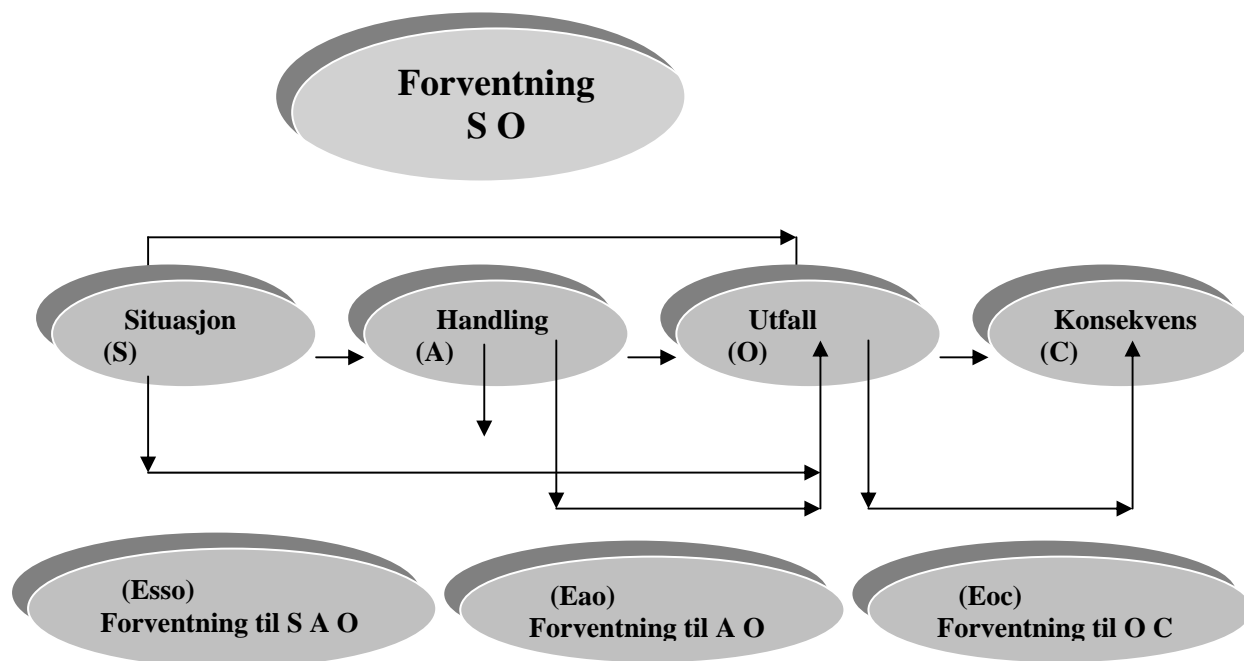 Forventning
S O
Situasjon
(S)
Handling
(A)
Utfall
(O)
Konsekvens
(C)
(Esso)
Forventning til S A O
(Eao)
Forventning til A O
(Eoc)
Forventning til O C